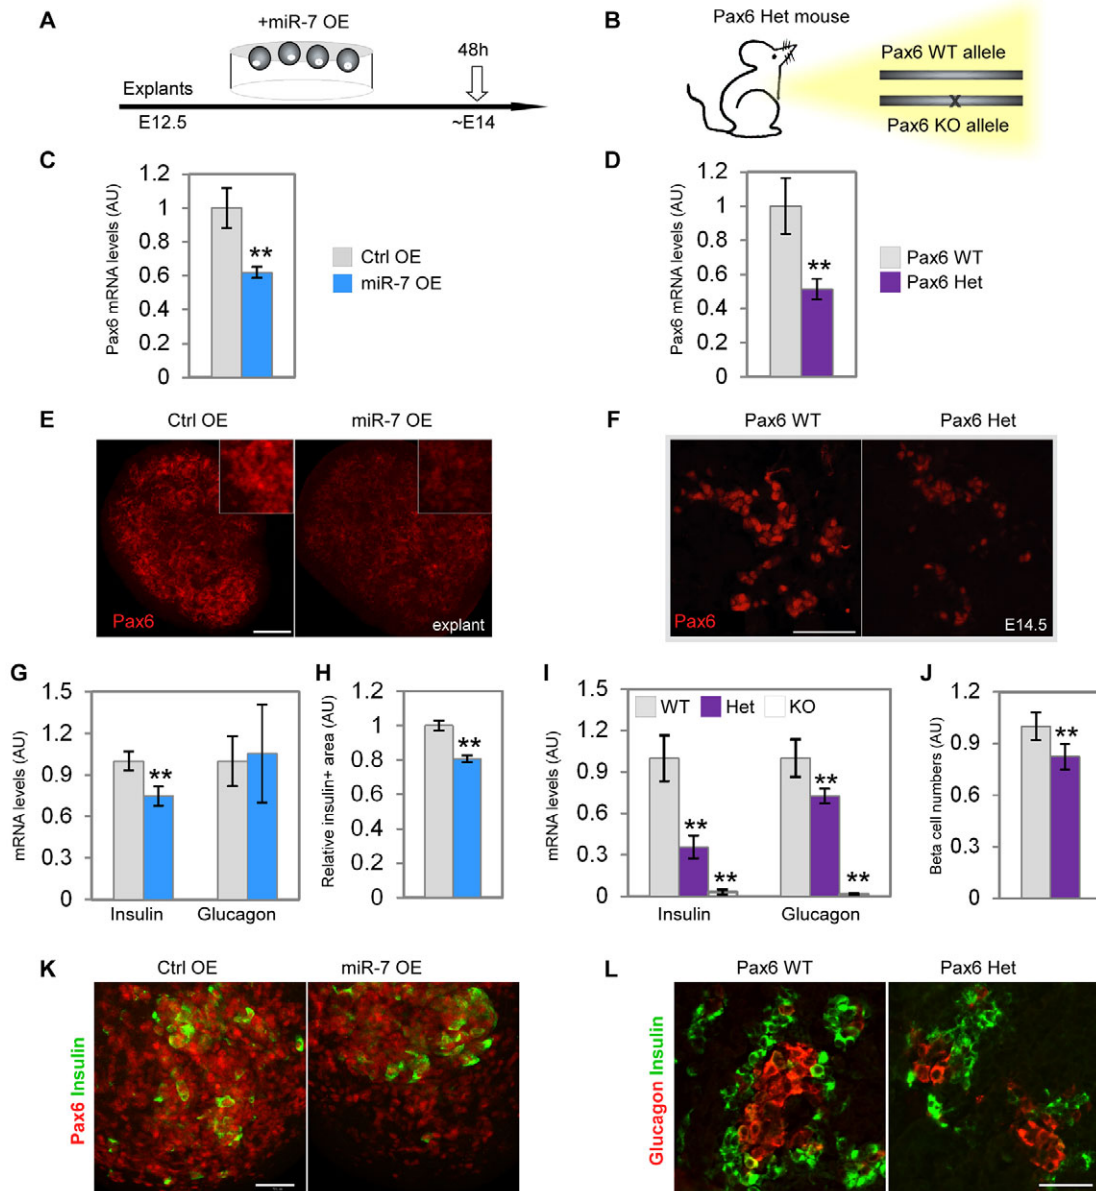 A
+miR-7 OE
48h
Explants
E12.5
~E14
B
Pax6 Het mouse
Pax6 WT allele
x
Pax6 KO allele
C
Pax6 mRNA levels (AU)
1.2
1
0.8
0.6
0.4
0.2
0
**
Ctrl OE
miR-7 OE
D
Pax6 mRNA levels (AU)
1.2
1
0.8
0.6
0.4
0.2
0
**
Pax6 WT
Pax6 Het
E
Ctrl OE
miR-7 OE
Pax6
explant
F
Pax6 WT
Pax6 Het
Pax6
E14.5
G
mRNA levels (AU)
1.5
1.2
0.9
0.6
0.3
0
**
Insulin
Glucagon
H
Relative insulin+ area (AU)
1.2
1
0.8
0.6
0.4
0.2
0
**
I
mRNA levels (AU)
1.5
1.2
0.9
0.6
0.3
0
WT
Het
KO
**
**
**
**
Insulin
Glucagon
J
Beta cell numbers (AU)
1.2
0.9
0.6
0.3
0
**
K
Ctrl OE
miR-7 OE
Pax6 Insulin
L
Pax6 WT
Pax6 Het
Glucagon Insulin